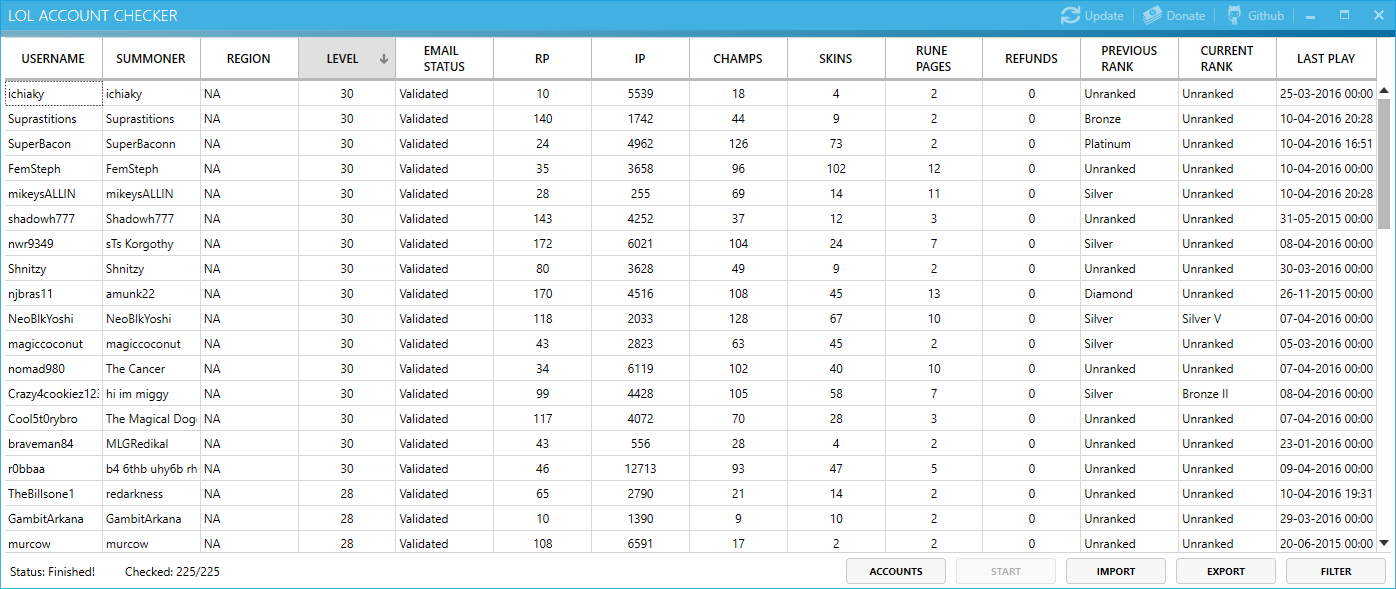 LOL ACCOUNT CHECKER Update Donate Github
USERNAME SUMMONER REGION LEVEL EMAIL STATUS RP IP CHAMPS SKINS RUNE PAGES REFUNDS PREVIOUS RANK CURRENT RANK LAST PLAY
ichiaky ichiaky NA 30 Validated 10 5539 18 4 2 0 Unranked Unranked 25-03-2016 00:00
Suprastitions Suprastitions NA 30 Validated 140 1742 44 9 2 0 Bronze Unranked 10-04-2016 20:28
SuperBacon SuperBaconn NA 30 Validated 24 4962 126 73 2 0 Platinum Unranked 10-04-2016 16:51
FemSteph FemSteph NA 30 Validated 35 3658 96 102 12 0 Unranked Unranked 10-04-2016 00:00
mikeysALLIN mikeysALLIN NA 30 Validated 28 255 69 14 11 0 Silver Unranked 10-04-2016 20:28
shadowh777 Shadowh777 NA 30 Validated 143 4252 37 12 3 0 Unranked Unranked 31-05-2015 00:00
nwr9349 sTs Korgothy NA 30 Validated 172 6021 104 24 7 0 Silver Unranked 08-04-2016 00:00
Shnitzy Shnitzy NA 30 Validated 80 3628 49 9 2 0 Unranked Unranked 30-03-2016 00:00
njbras11 amunk22 NA 30 Validated 170 4516 108 45 13 0 Diamond Unranked 26-11-2015 00:00
NeoBlkYoshi NeoBlkYoshi NA 30 Validated 118 2033 128 67 10 0 Silver Silver V 07-04-2016 00:00
magiccoconut magiccoconut NA 30 Validated 43 2823 63 45 2 0 Silver Unranked 05-03-2016 00:00
nomad980 The Cancer NA 30 Validated 34 6119 102 40 10 0 Unranked Unranked 07-04-2016 00:00
Crazy4cookiez123 hi im miggy NA 30 Validated 99 4428 105 58 7 0 Silver Bronze II 08-04-2016 00:00
Cool5t0rybro The Magical Dog NA 30 Validated 117 4072 70 28 3 0 Unranked Unranked 07-04-2016 00:00
braveman84 MLGRedikal NA 30 Validated 43 556 28 4 2 0 Unranked Unranked 23-01-2016 00:00
r0bbaa b4 6thb uhy6b rh NA 30 Validated 46 12713 93 47 5 0 Unranked Unranked 09-04-2016 00:00
TheBillsone1 redarkness NA 28 Validated 65 2790 21 14 2 0 Unranked Unranked 10-04-2016 19:31
GambitArkana GambitArkana NA 28 Validated 10 1390 9 10 2 0 Unranked Unranked 29-03-2016 00:00
murcow murcow NA 28 Validated 108 6591 17 2 2 0 Unranked Unranked 20-06-2015 00:00
Status: Finished! Checked: 225/225 ACCOUNTS START IMPORT EXPORT FILTER